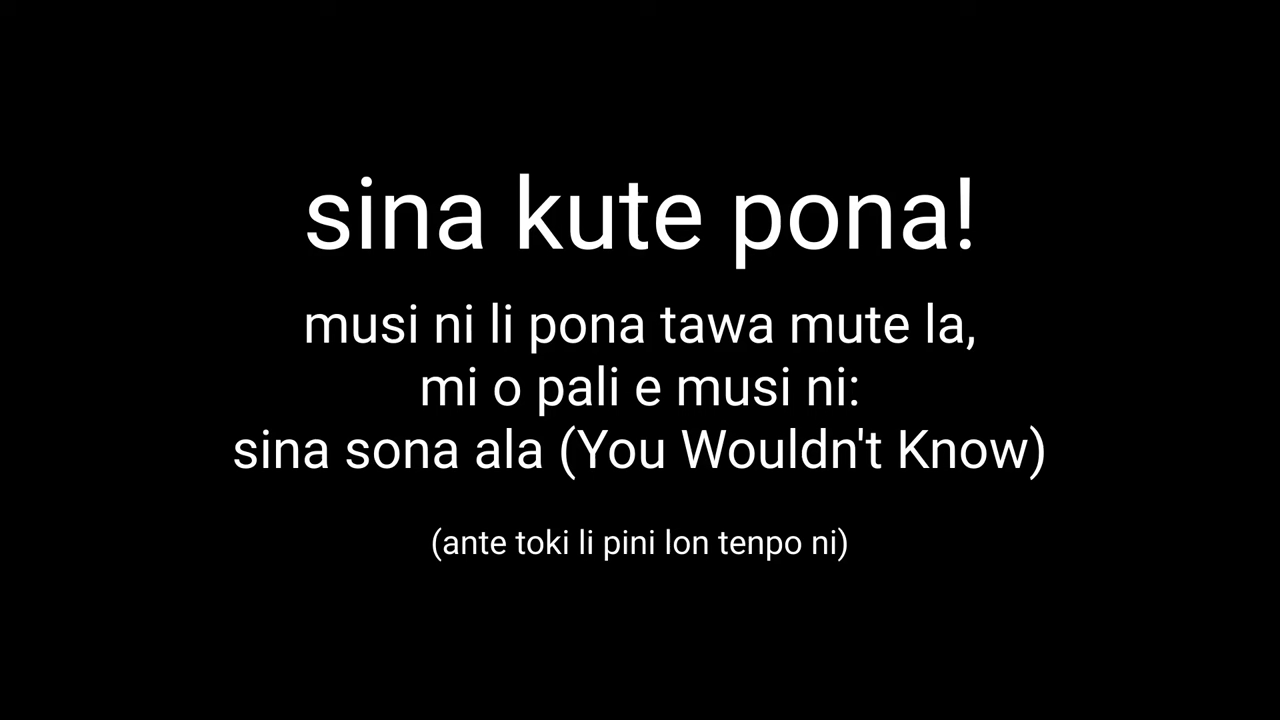 sina kute pona!
musi ni li pona tawa mute la,
mi o pali e musi ni:
sina sona ala (You Wouldn't Know)
(ante toki li pini lon tenpo ni)